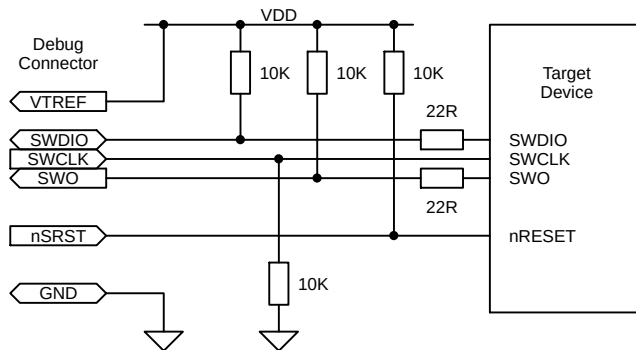 VDD
Debug
Connector
10K
10K
10K
Target
Device
VTREF
22R
SWDIO
SWDIO
SWCLK
SWCLK
SWO
SWO
22R
nSRST
nRESET
10K
GND